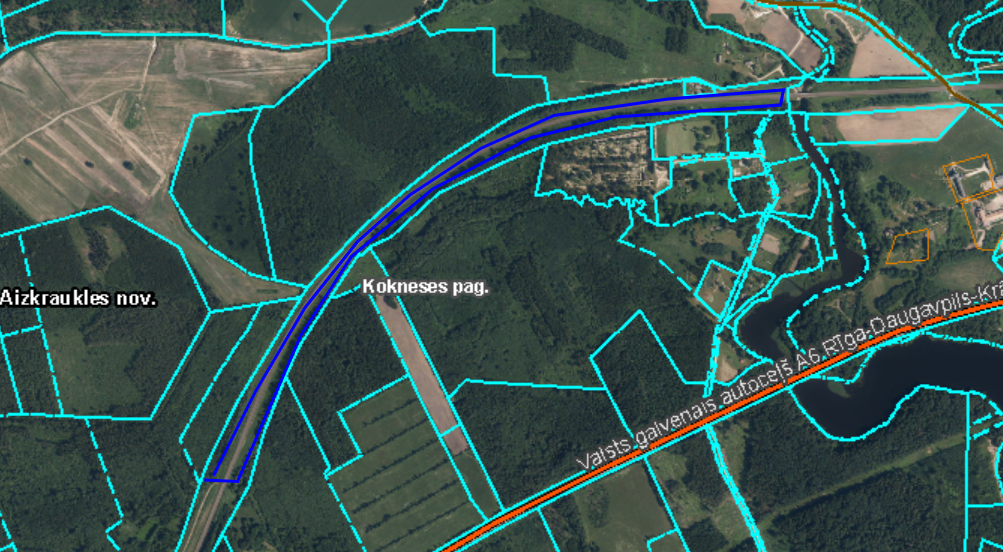 Aizkraukles nov.
Kokneses pag.
Valsts galvenais autoceļš A6 Rīga-Daugavpils-Krā